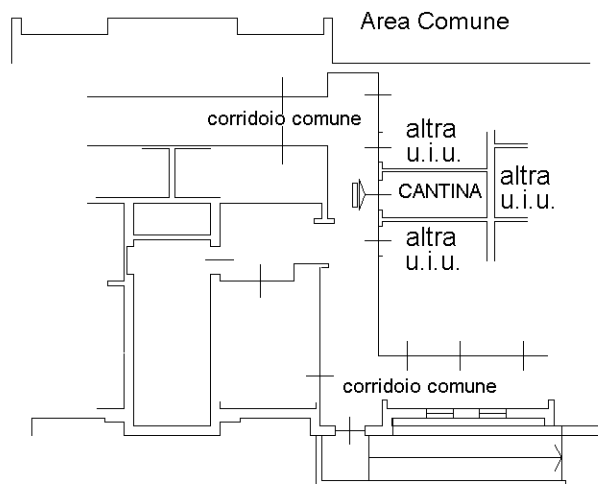 Area Comune
corridoio comune
altra
u.i.u.
CANTINA
altra
u.i.u.
altra
u.i.u.
corridoio comune